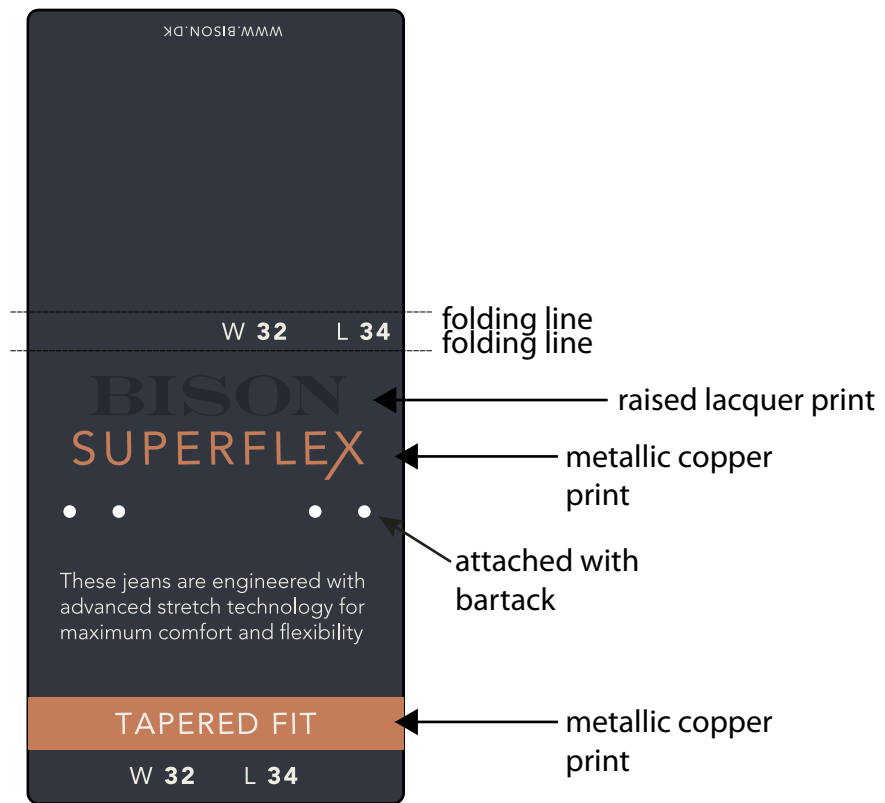 WWW.BISON.DK
folding line
W 32 L 34
folding line
BISON
raised lacquer print
SUPERFLEX
metallic copper
print
attached with
bartack
These jeans are engineered with
advanced stretch technology for
maximum comfort and flexibility
TAPERED FIT
metallic copper
print
W 32 L 34